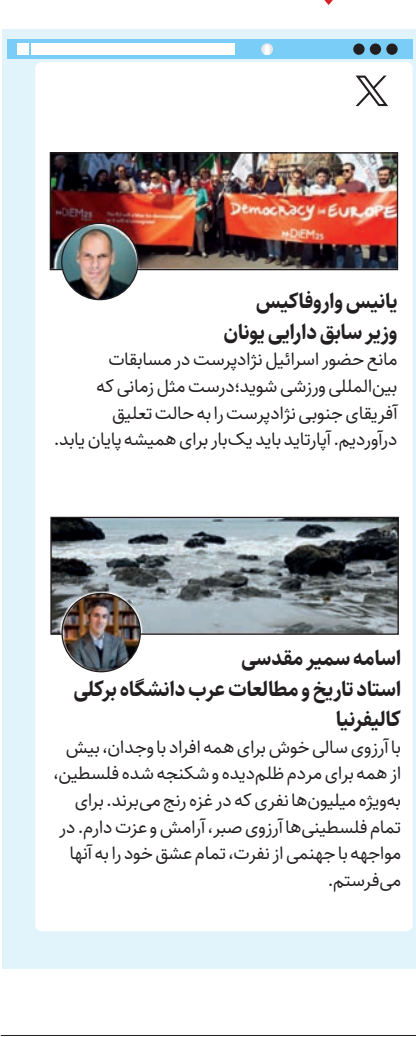 𝕏
DEMOCRACY IN EUROPE
DiEM25
DiEM25
یانیس واروفاکیس
وزیر سابق دارایی یونان
مانع حضور اسرائیل نژادپرست در مسابقات
بین‌المللی ورزشی شوید؛درست مثل زمانی که
آفریقای جنوبی نژادپرست را به حالت تعلیق
درآوردیم. آپارتاید باید یک‌بار برای همیشه پایان یابد.
اسامه سمیر مقدسی
استاد تاریخ و مطالعات عرب دانشگاه برکلی
کالیفرنیا
با آرزوی سالی خوش برای همه افراد با وجدان، بیش
از همه برای مردم ظلم‌دیده و شکنجه شده فلسطین،
به‌ویژه میلیون‌ها نفری که در غزه رنج می‌برند. برای
تمام فلسطینی‌ها آرزوی صبر، آرامش و عزت دارم. در
مواجهه با جهنمی از نفرت، تمام عشق خود را به آنها
می‌فرستم.